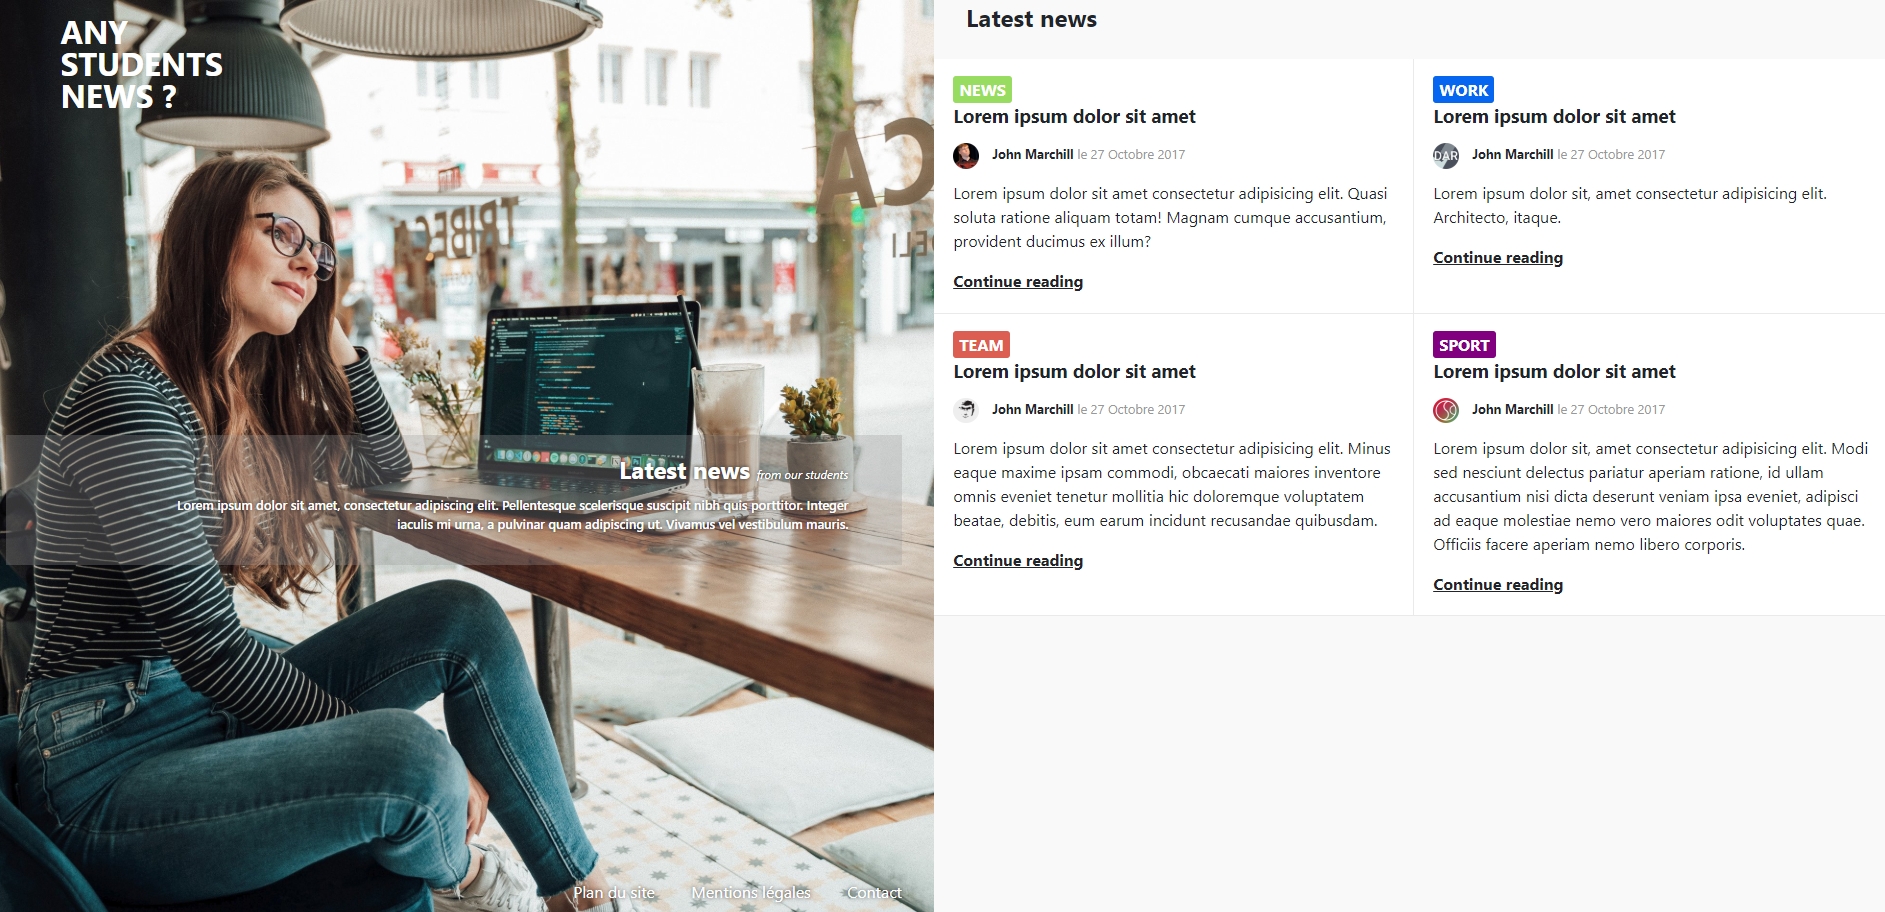 ANY
STUDENTS
NEWS ?
TRIBECA
CA
DELI
Latest news from our students
Lorem ipsum dolor sit amet, consectetur adipiscing elit. Pellentesque scelerisque suscipit nibh quis porttitor. Integer
iaculis mi urna, a pulvinar quam adipiscing ut. Vivamus vel vestibulum mauris.
Plan du site Mentions légales Contact
Latest news
NEWS
Lorem ipsum dolor sit amet
John Marchill le 27 Octobre 2017
Lorem ipsum dolor sit amet consectetur adipisicing elit. Quasi
soluta ratione aliquam totam! Magnam cumque accusantium,
provident ducimus ex illum?
Continue reading
WORK
Lorem ipsum dolor sit amet
DAR
John Marchill le 27 Octobre 2017
Lorem ipsum dolor sit, amet consectetur adipisicing elit.
Architecto, itaque.
Continue reading
TEAM
Lorem ipsum dolor sit amet
John Marchill le 27 Octobre 2017
Lorem ipsum dolor sit amet consectetur adipisicing elit. Minus
eaque maxime ipsam commodi, obcaecati maiores inventore
omnis eveniet tenetur mollitia hic doloremque voluptatem
beatae, debitis, eum earum incidunt recusandae quibusdam.
Continue reading
SPORT
Lorem ipsum dolor sit amet
John Marchill le 27 Octobre 2017
Lorem ipsum dolor sit, amet consectetur adipisicing elit. Modi
sed nesciunt delectus pariatur aperiam ratione, id ullam
accusantium nisi dicta deserunt veniam ipsa eveniet, adipisci
ad eaque molestiae nemo vero maiores odit voluptates quae.
Officiis facere aperiam nemo libero corporis.
Continue reading